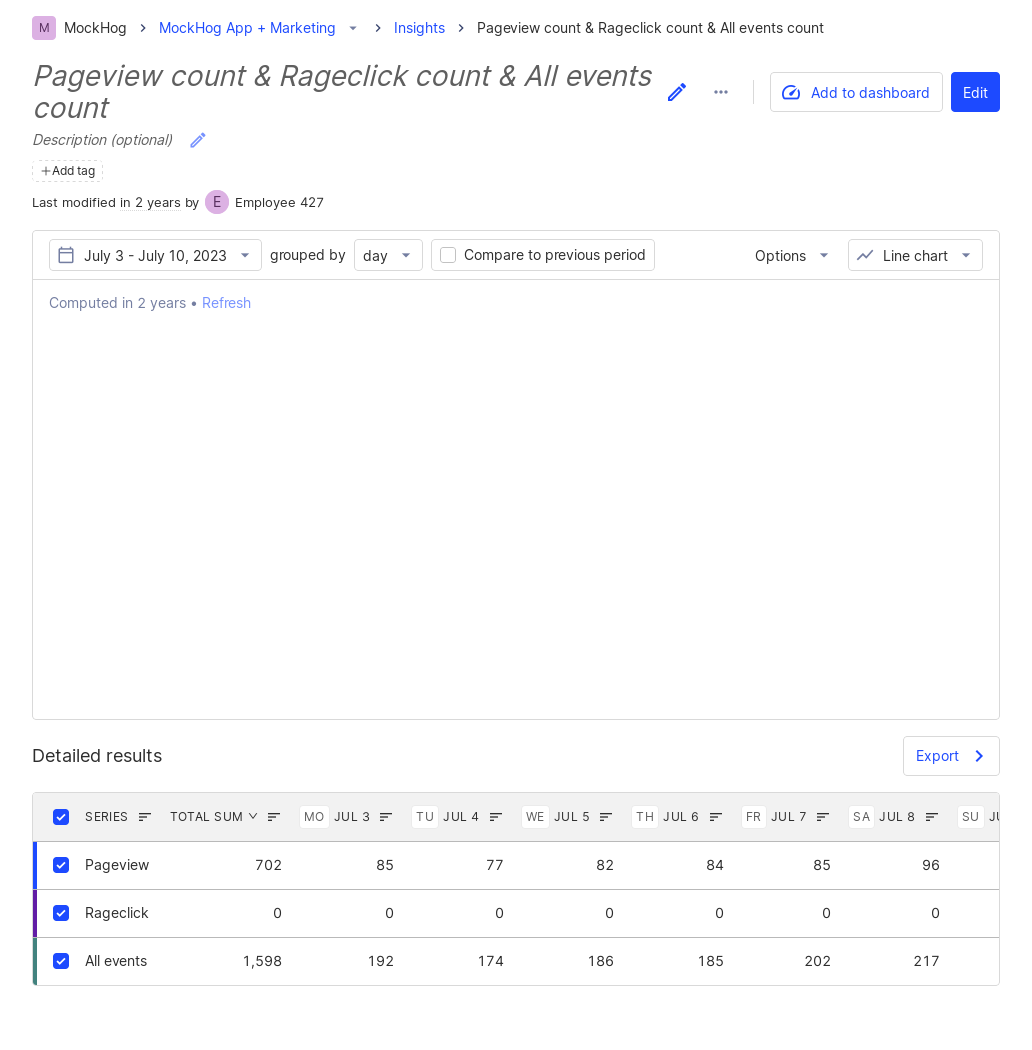 M MockHog MockHog App + Marketing Insights Pageview count & Rageclick count & All events count
Pageview count & Rageclick count & All events
count
Add to dashboard Edit
Description (optional)
Add tag
Last modified in 2 years by E Employee 427
July 3 - July 10, 2023 grouped by day Compare to previous period Options Line chart
Computed in 2 years • Refresh
Detailed results Export
SERIES TOTAL SUM MO JUL 3 TU JUL 4 WE JUL 5 TH JUL 6 FR JUL 7 SA JUL 8 SU
Pageview 702 85 77 82 84 85 96
Rageclick 0 0 0 0 0 0 0
All events 1,598 192 174 186 185 202 217